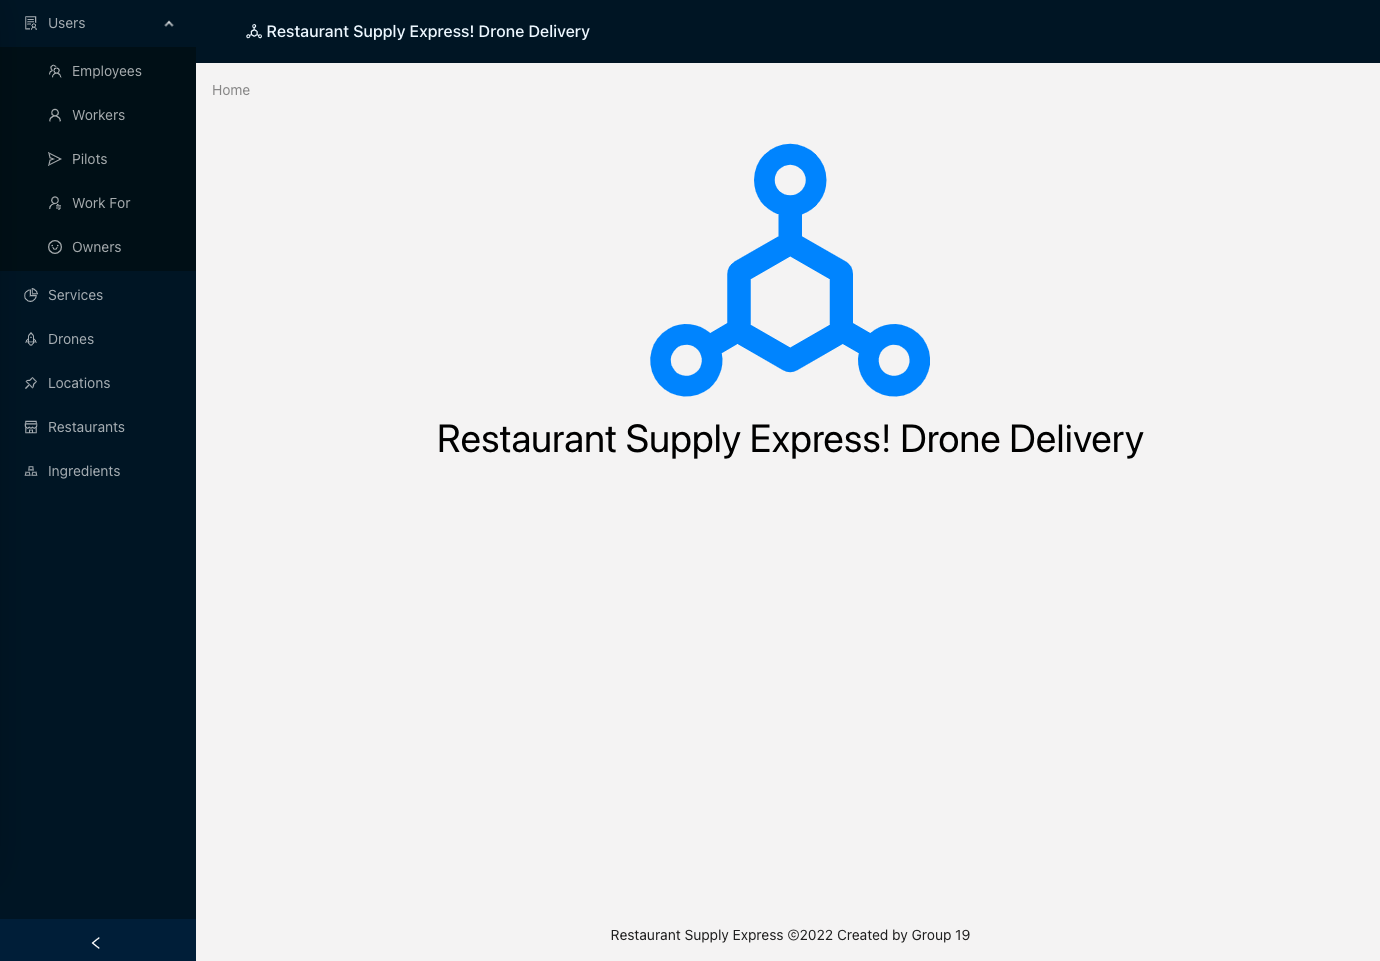 Users
Employees
Workers
Pilots
Work For
Owners
Services
Drones
Locations
Restaurants
Ingredients
Restaurant Supply Express! Drone Delivery
Home
Restaurant Supply Express! Drone Delivery
Restaurant Supply Express ©2022 Created by Group 19